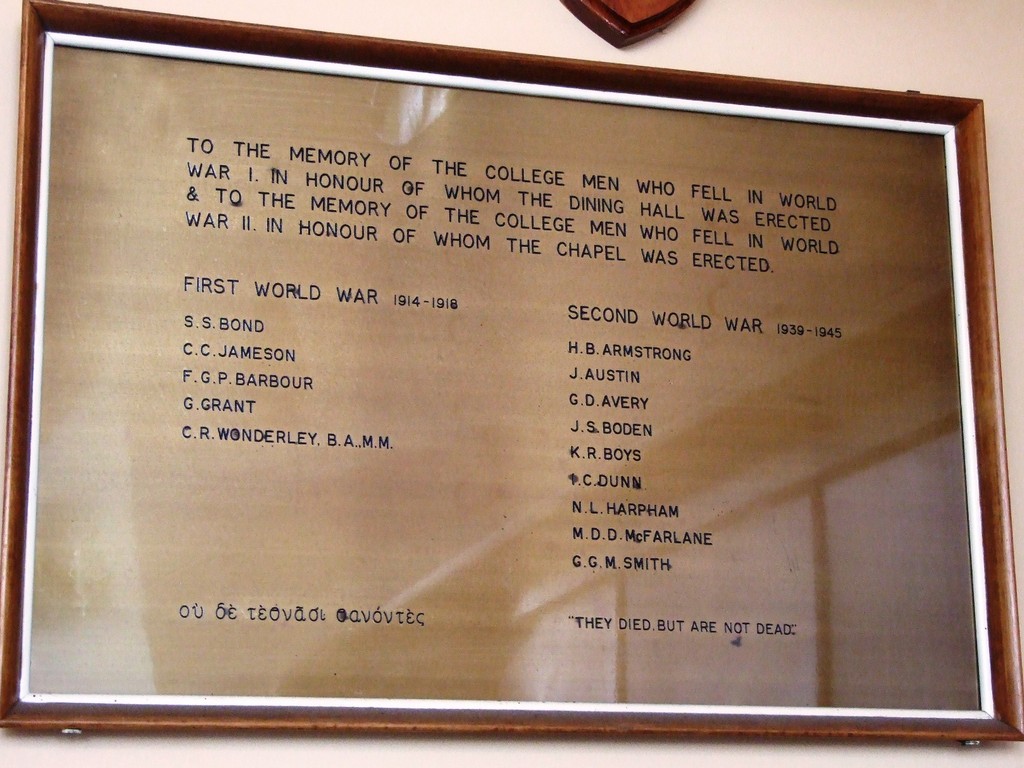 TO THE MEMORY OF THE COLLEGE MEN WHO FELL IN WORLD
WAR I. IN HONOUR OF WHOM THE DINING HALL WAS ERECTED
& TO THE MEMORY OF THE COLLEGE MEN WHO FELL IN WORLD
WAR II. IN HONOUR OF WHOM THE CHAPEL WAS ERECTED.
FIRST WORLD WAR 1914-1918
S.S.BOND
C.C.JAMESON
F.G.P.BARBOUR
G.GRANT
C.R.WONDERLEY, B.A.,M.M.
SECOND WORLD WAR 1939-1945
H.B.ARMSTRONG
J.AUSTIN
G.D.AVERY
J.S.BODEN
K.R.BOYS
I.C.DUNN
N.L.HARPHAM
M.D.D.McFARLANE
G.G.M.SMITH
οὐ δὲ τὲθνᾶσι θανόντὲς
"THEY DIED.BUT ARE NOT DEAD."